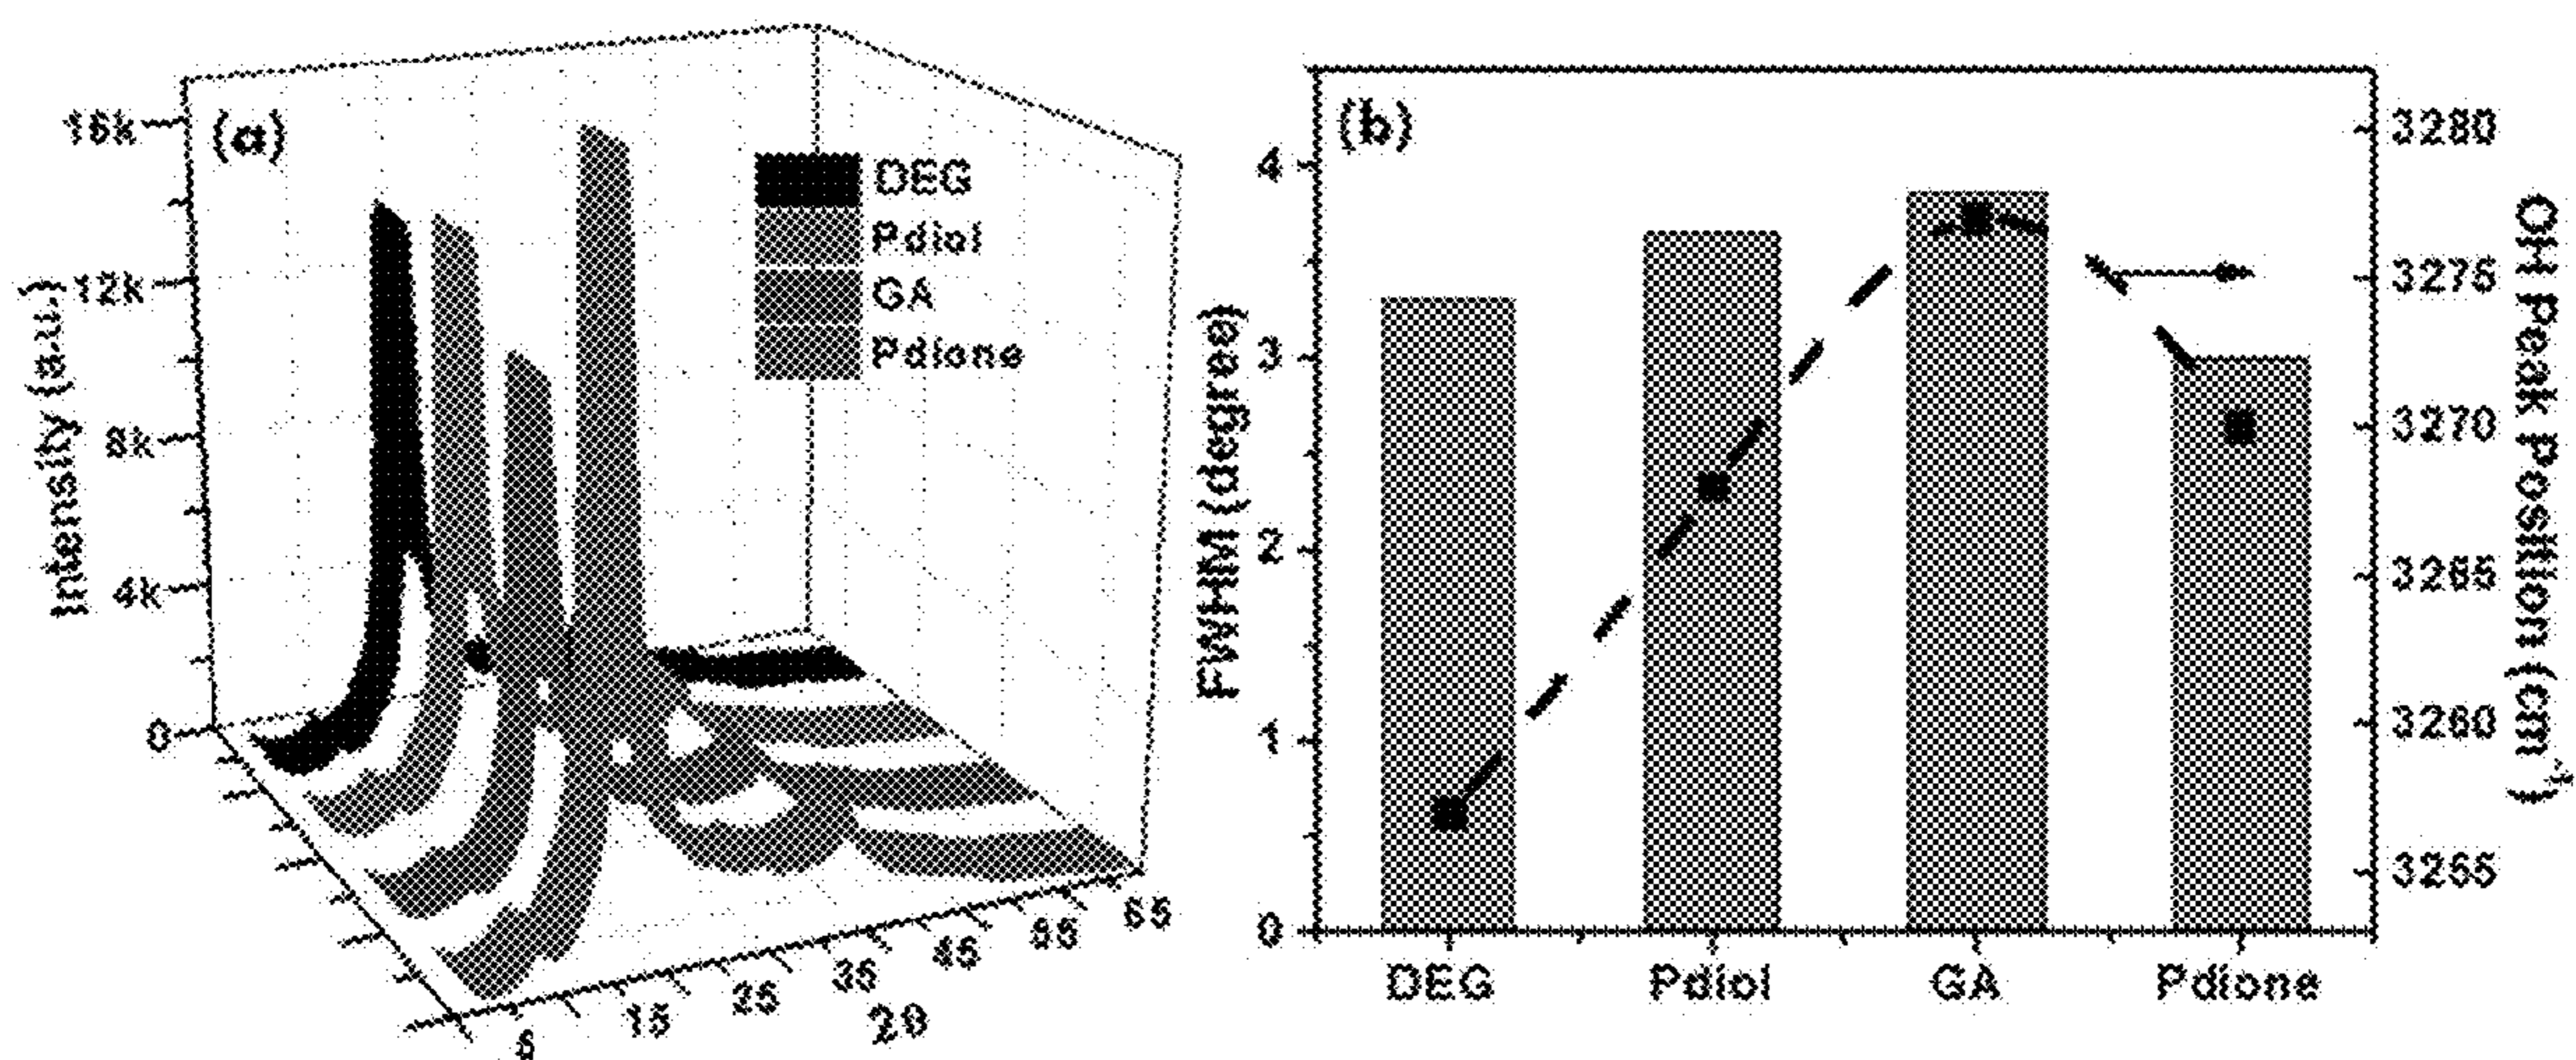 (a)
Intensity (a.u.)
16k
12k
8k
4k
0
DEG
Pdiol
GA
Pdione
5
15
25
35
45
55
65
2θ
(b)
FWHM (degree)
4
3
2
1
0
DEG
Pdiol
GA
Pdione
3280
3275
3270
3265
3260
3255
OH Peak Position (cm⁻¹)